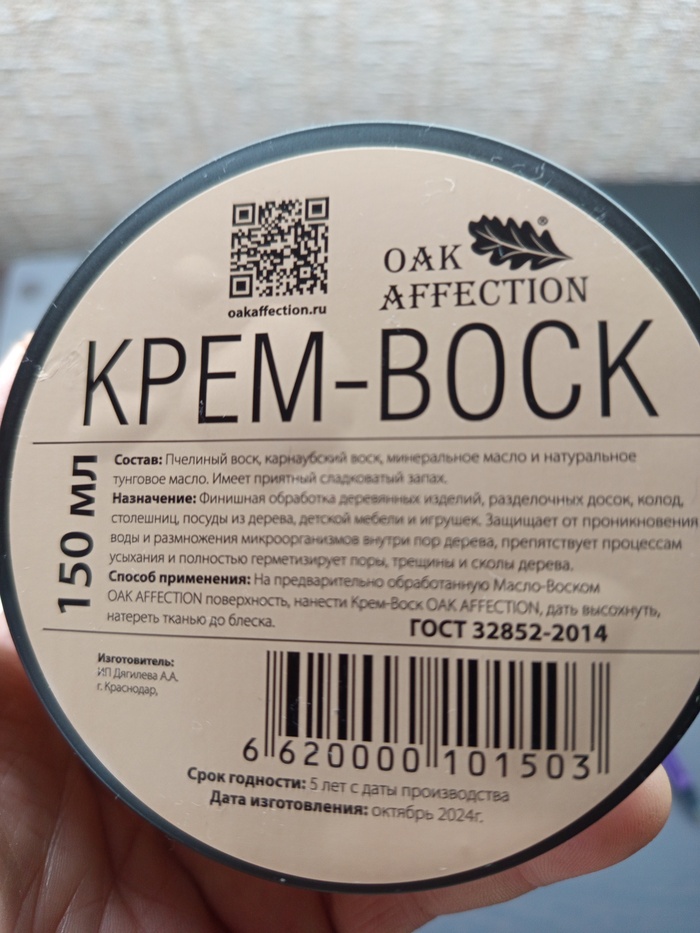 oakaffection.ru
OAK
AFFECTION
®
КРЕМ-ВОСК
150 мл
Состав: Пчелиный воск, карнаубский воск, минеральное масло и натуральное
тунговое масло. Имеет приятный сладковатый запах.
Назначение: Финишная обработка деревянных изделий, разделочных досок, колод,
столешниц, посуды из дерева, детской мебели и игрушек. Защищает от проникновения
воды и размножения микроорганизмов внутри пор дерева, препятствует процессам
усыхания и полностью герметизирует поры, трещины и сколы дерева.
Способ применения: На предварительно обработанную Масло-Воском
OAK AFFECTION поверхность, нанести Крем-Воск OAK AFFECTION, дать высохнуть,
натереть тканью до блеска.
ГОСТ 32852-2014
Изготовитель:
ИП Дягилева А.А.
г. Краснодар,
6 620000 101503
Срок годности: 5 лет с даты производства
Дата изготовления: октябрь 2024г.